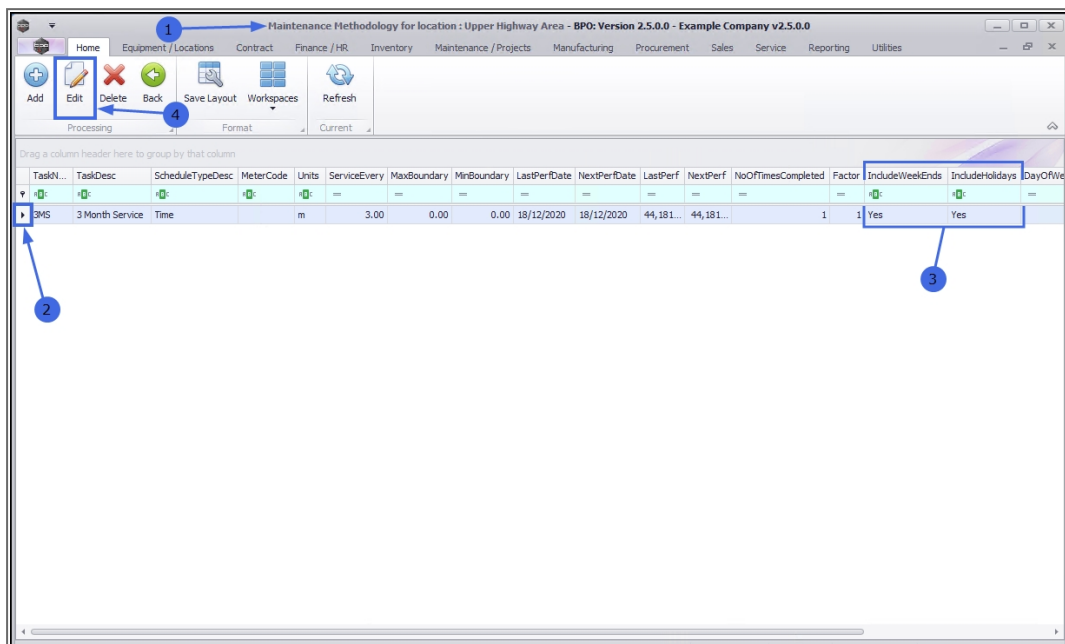 1
Maintenance Methodology for location : Upper Highway Area - BPO: Version 2.5.0.0 - Example Company v2.5.0.0
Home Equipment / Locations Contract Finance / HR Inventory Maintenance / Projects Manufacturing Procurement Sales Service Reporting Utilities
Add Edit Delete Back Save Layout Workspaces Refresh
4
Processing Format Current
Drag a column header here to group by that column
TaskN... TaskDesc ScheduleTypeDesc MeterCode Units ServiceEvery MaxBoundary MinBoundary LastPerfDate NextPerfDate LastPerf NextPerf NoOfTimesCompleted Factor IncludeWeekEnds IncludeHolidays DayOfWe
= = = = = = = = = =
3MS 3 Month Service Time m 3.00 0.00 0.00 18/12/2020 18/12/2020 44,181... 44,181... 1 1 Yes Yes
2
3